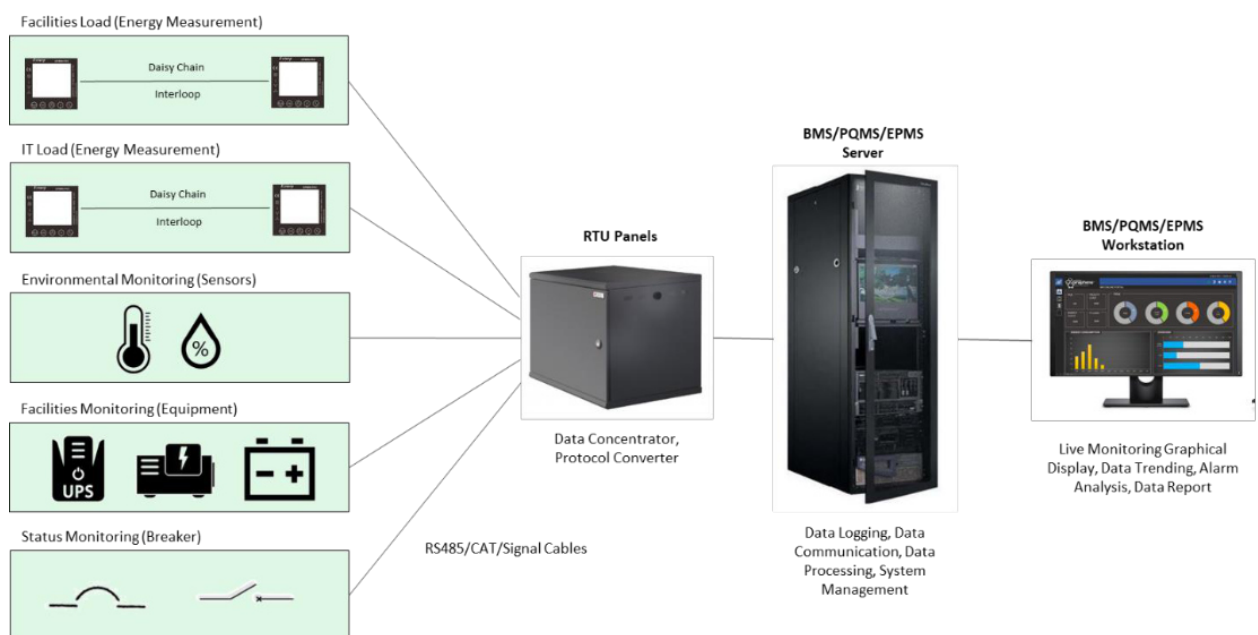 Facilities Load (Energy Measurement)
Daisy Chain
Interloop
IT Load (Energy Measurement)
Daisy Chain
Interloop
Environmental Monitoring (Sensors)
%
Facilities Monitoring (Equipment)
UPS
Status Monitoring (Breaker)
RS485/CAT/Signal Cables
RTU Panels
Data Concentrator,
Protocol Converter
BMS/PQMS/EPMS
Server
Data Logging, Data
Communication, Data
Processing, System
Management
BMS/PQMS/EPMS
Workstation
Live Monitoring Graphical
Display, Data Trending, Alarm
Analysis, Data Report